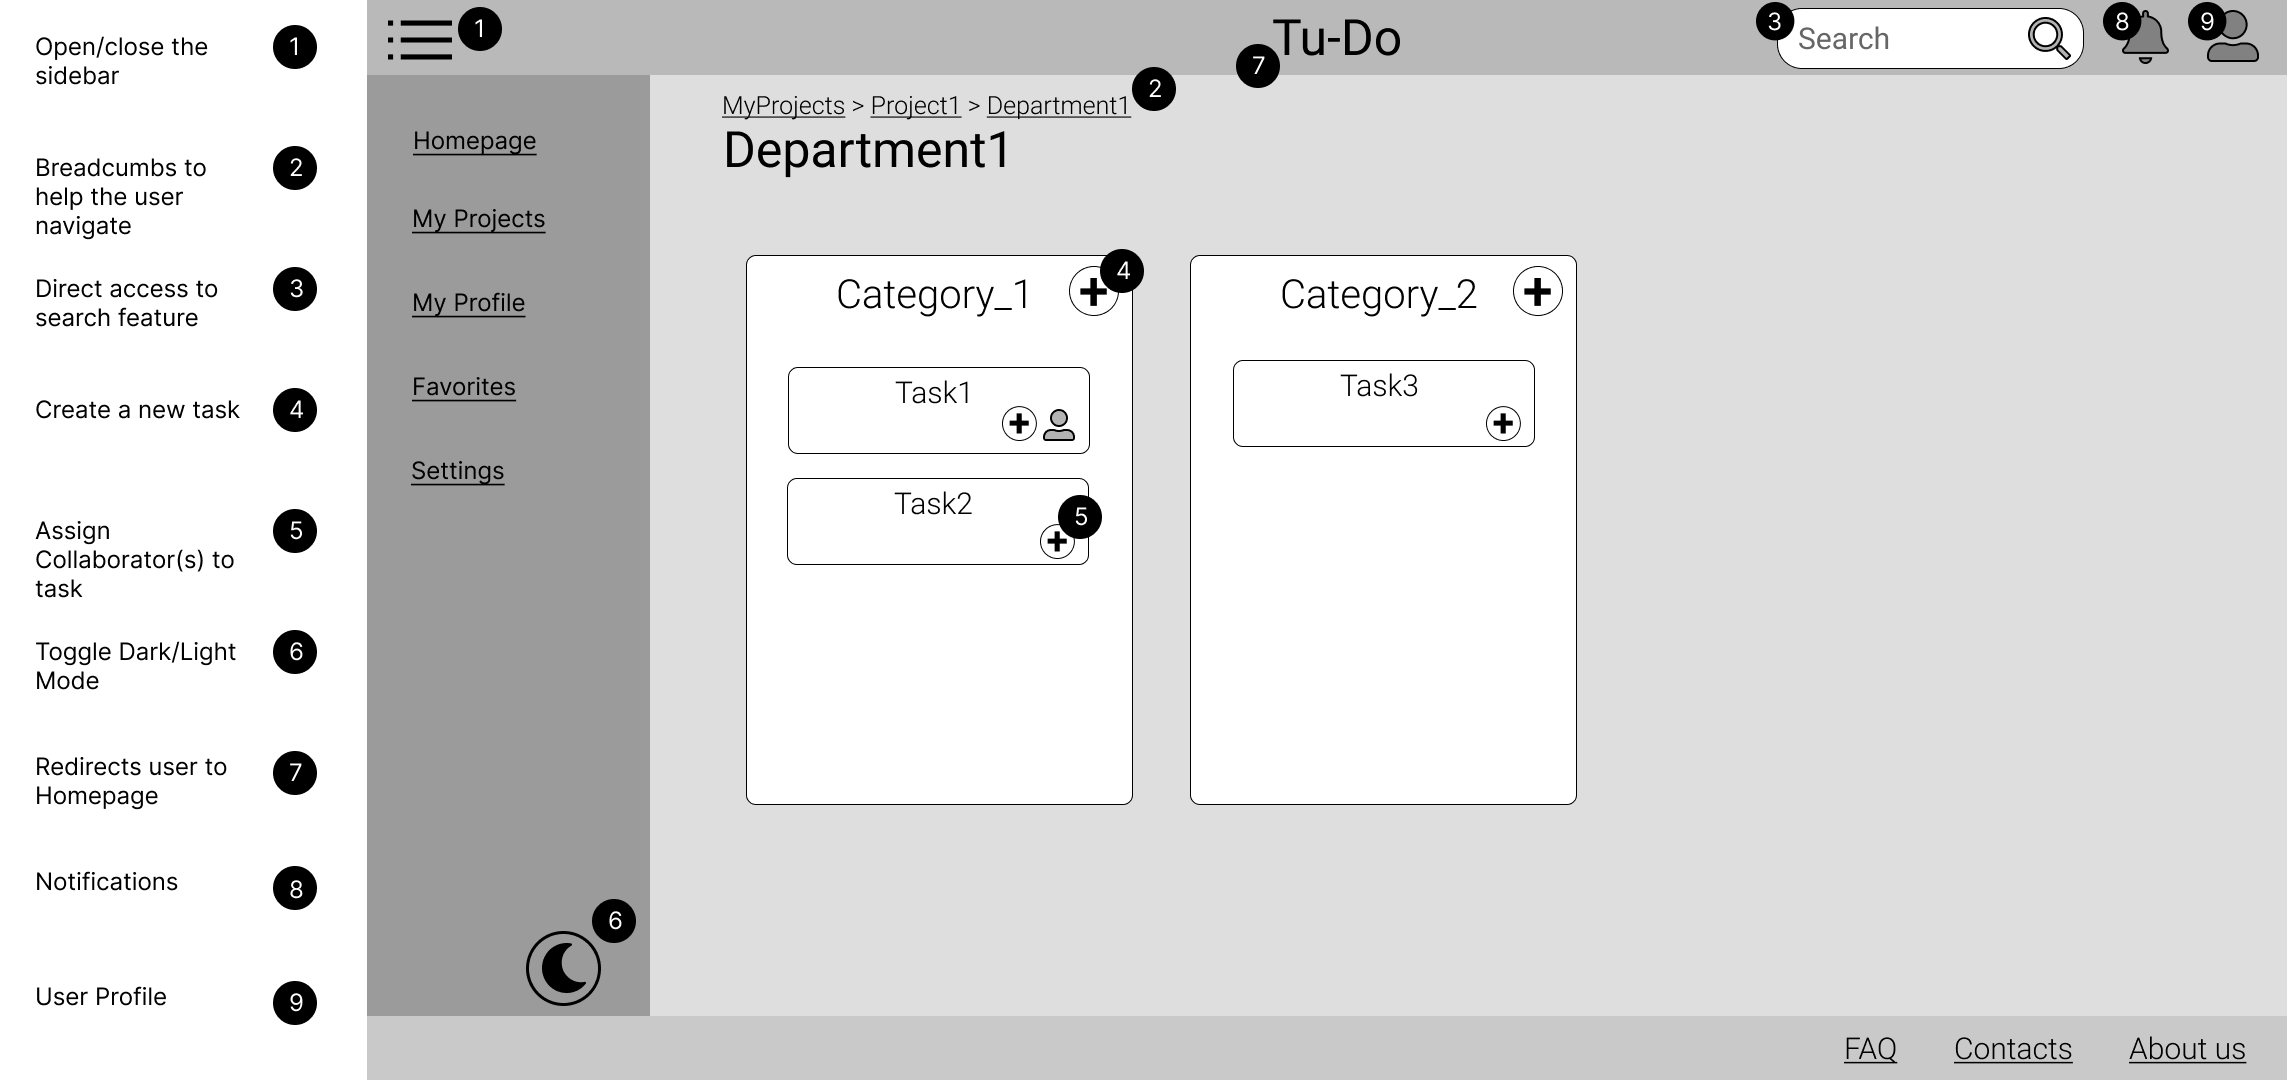 Open/close the
sidebar
1
Breadcumbs to
help the user
navigate
2
Direct access to
search feature
3
Create a new task
4
Assign
Collaborator(s) to
task
5
Toggle Dark/Light
Mode
6
Redirects user to
Homepage
7
Notifications
8
User Profile
9
1
Tu-Do
7
3
Search
8
9
Homepage
My Projects
My Profile
Favorites
Settings
6
MyProjects > Project1 > Department1
2
Department1
Category_1
4
Task1
Task2
5
Category_2
Task3
FAQ
Contacts
About us